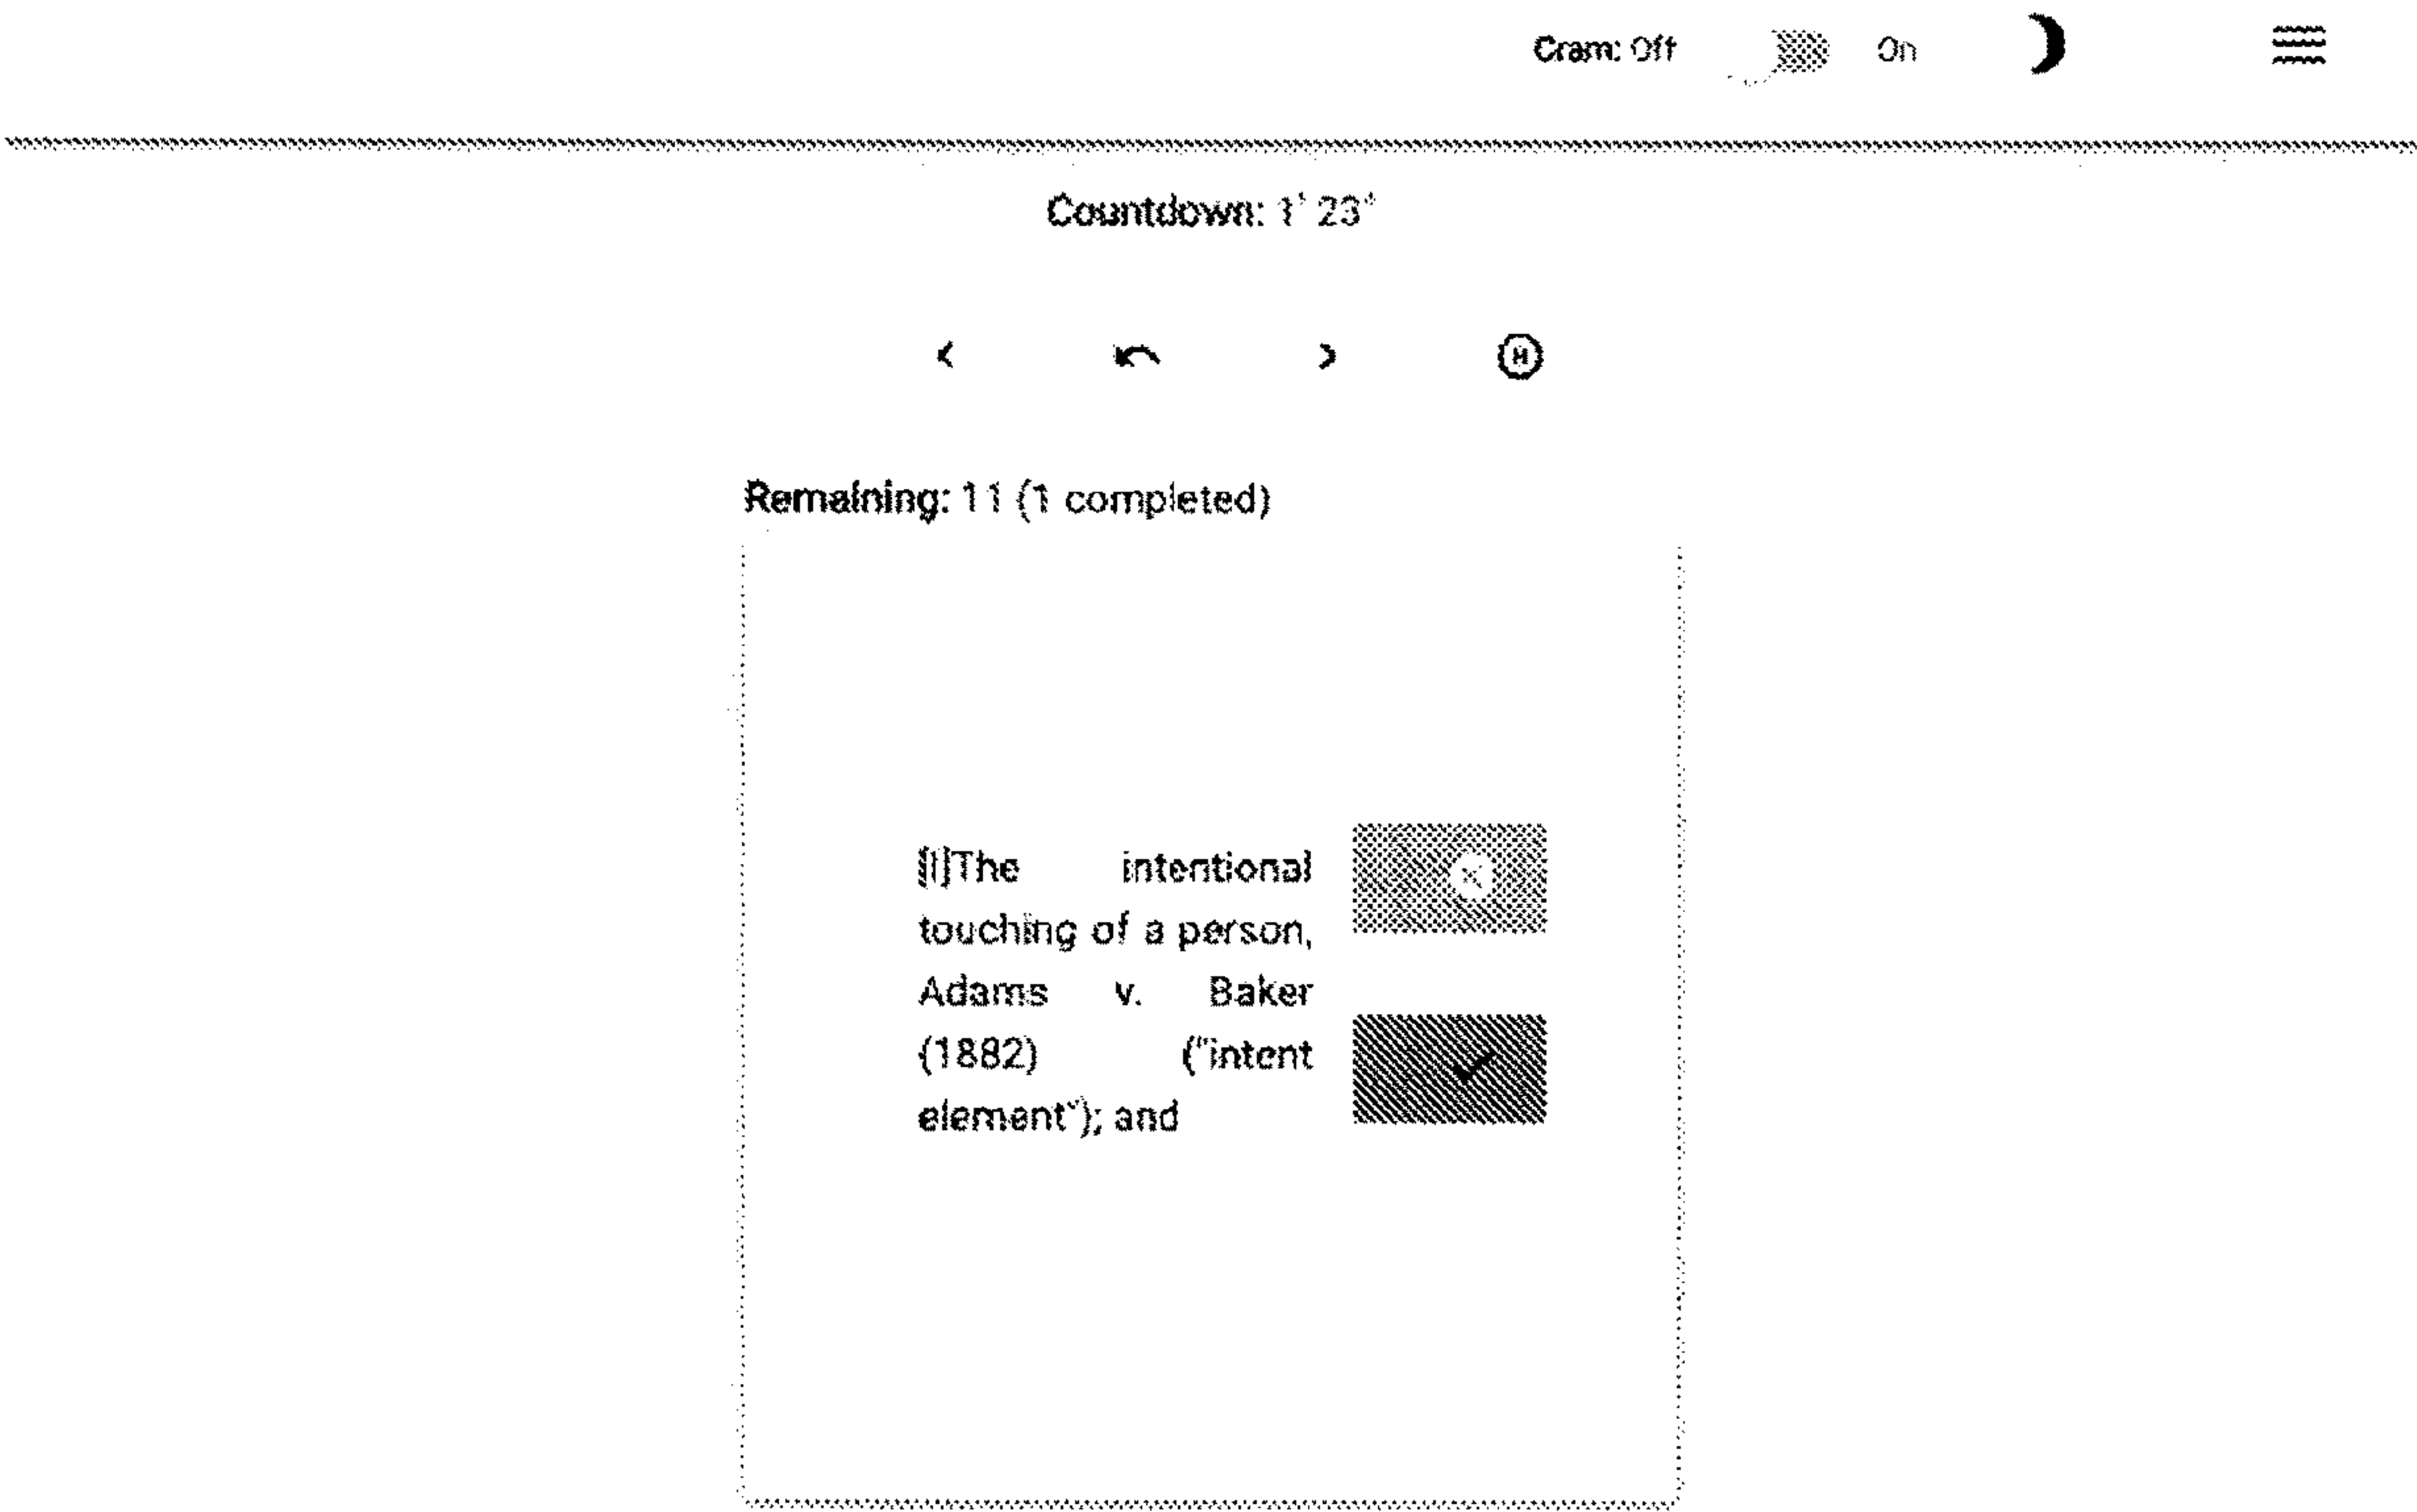 Cram: Off On
Countdown: 1' 23"
Remaining: 11 (1 completed)
[I]The intentional
touching of a person,
Adams v. Baker
(1882) ("intent
element"); and